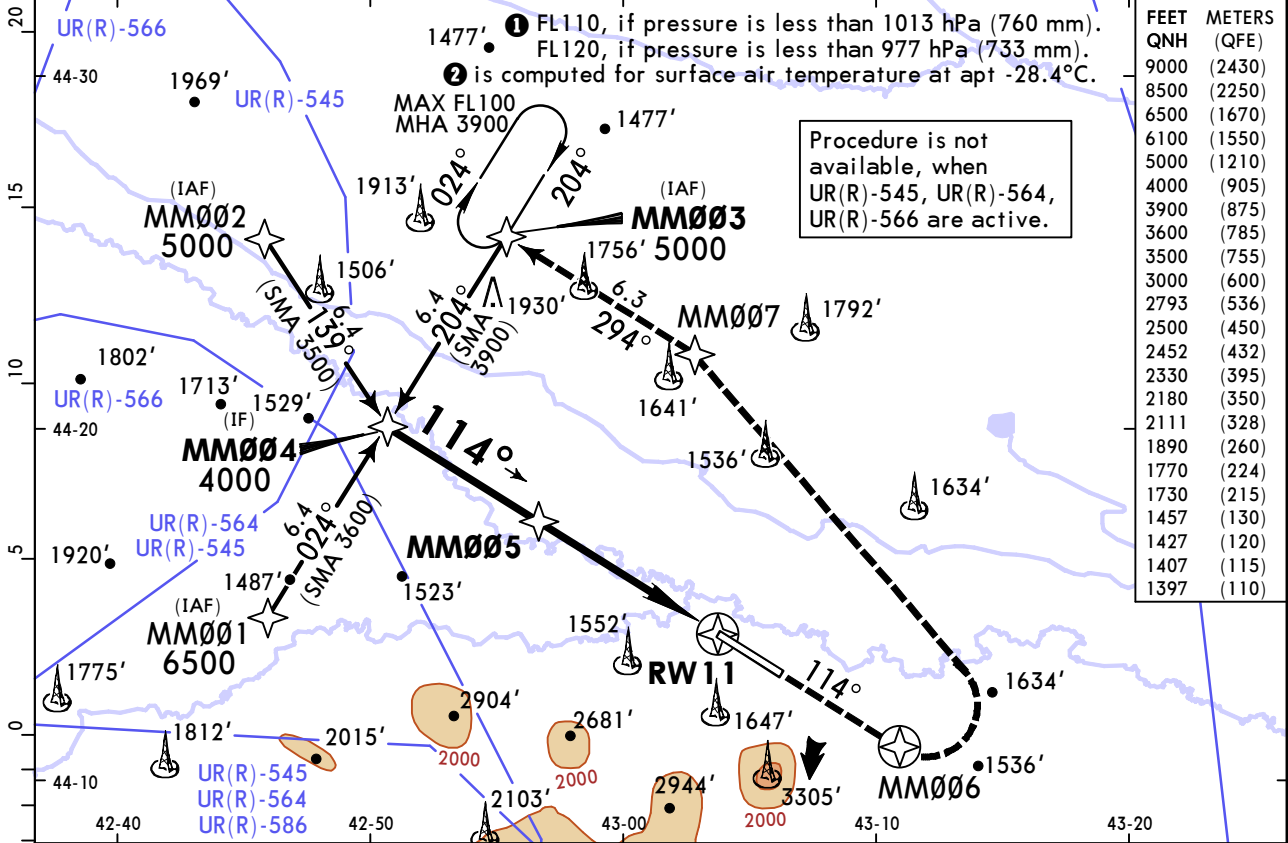 ❶ FL110, if pressure is less than 1013 hPa (760 mm).
FL120, if pressure is less than 977 hPa (733 mm).
❷ is computed for surface air temperature at apt -28.4°C.
FEET METERS
QNH (QFE)
9000 (2430)
8500 (2250)
6500 (1670)
6100 (1550)
5000 (1210)
4000 (905)
3900 (875)
3600 (785)
3500 (755)
3000 (600)
2793 (536)
2500 (450)
2452 (432)
2330 (395)
2180 (350)
2111 (328)
1890 (260)
1770 (224)
1730 (215)
1457 (130)
1427 (120)
1407 (115)
1397 (110)
Procedure is not
available, when
UR(R)-545, UR(R)-564,
UR(R)-566 are active.
20
15
10
5
0
44-30
44-20
44-10
42-40
42-50
43-00
43-10
43-20
UR(R)-566
1969'
UR(R)-545
1477'
MAX FL100
MHA 3900
1477'
024°
204°
1913'
(IAF)
MMØØ2
5000
(IAF)
MMØØ3
5000
1506'
1756'
1930'
6.4
139°
(SMA 3500)
6.4
204°
(SMA
3900)
6.3
294°
MMØØ7
1792'
1641'
1802'
UR(R)-566
1713'
1529'
(IF)
MMØØ4
4000
114°
1536'
1634'
UR(R)-564
UR(R)-545
6.4
024°
(SMA 3600)
MMØØ5
1920'
1487'
1523'
(IAF)
MMØØ1
6500
1552'
RW11
114°
1634'
1775'
1812'
2015'
2904'
2000
2681'
2000
1647'
1536'
MMØØ6
3305'
2000
2944'
2103'
UR(R)-545
UR(R)-564
UR(R)-586